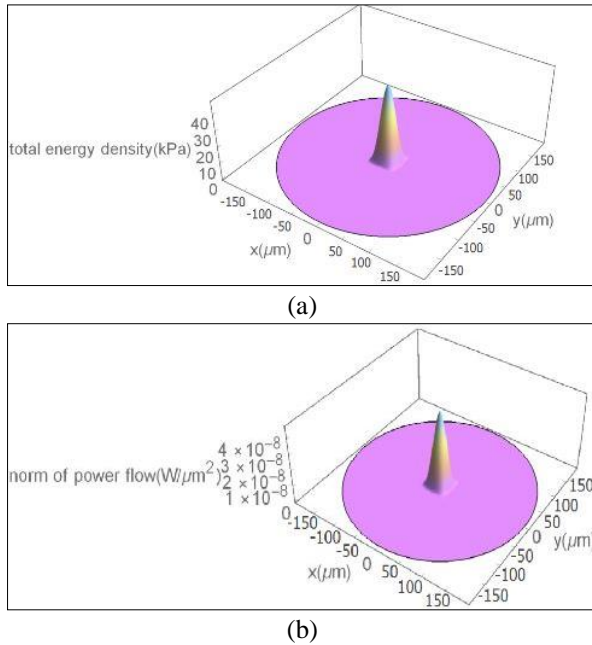 40
30
total energy density(kPa)
20
10
0
-150
-100
-50
0
50
100
150
x(μm)
150
100
50
0
-50
-100
-150
y(μm)
(a)
4 × 10⁻⁸
3 × 10⁻⁸
norm of power flow(W/μm²)
2 × 10⁻⁸
1 × 10⁻⁸
0
-150
-100
-50
0
50
100
150
x(μm)
150
100
50
0
-50
-100
-150
y(μm)
(b)